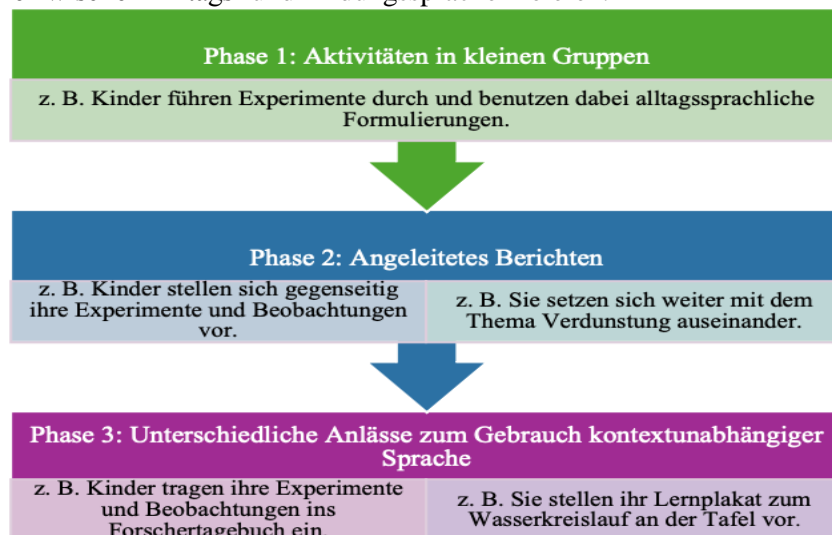 Phase 1: Aktivitäten in kleinen Gruppen
z. B. Kinder führen Experimente durch und benutzen dabei alltagssprachliche
Formulierungen.
Phase 2: Angeleitetes Berichten
z. B. Kinder stellen sich gegenseitig
ihre Experimente und Beobachtungen
vor.
z. B. Sie setzen sich weiter mit dem
Thema Verdunstung auseinander.
Phase 3: Unterschiedliche Anlässe zum Gebrauch kontextunabhängiger
Sprache
z. B. Kinder tragen ihre Experimente
und Beobachtungen ins
Forschertagebuch ein.
z. B. Sie stellen ihr Lernplakat zum
Wasserkreislauf an der Tafel vor.